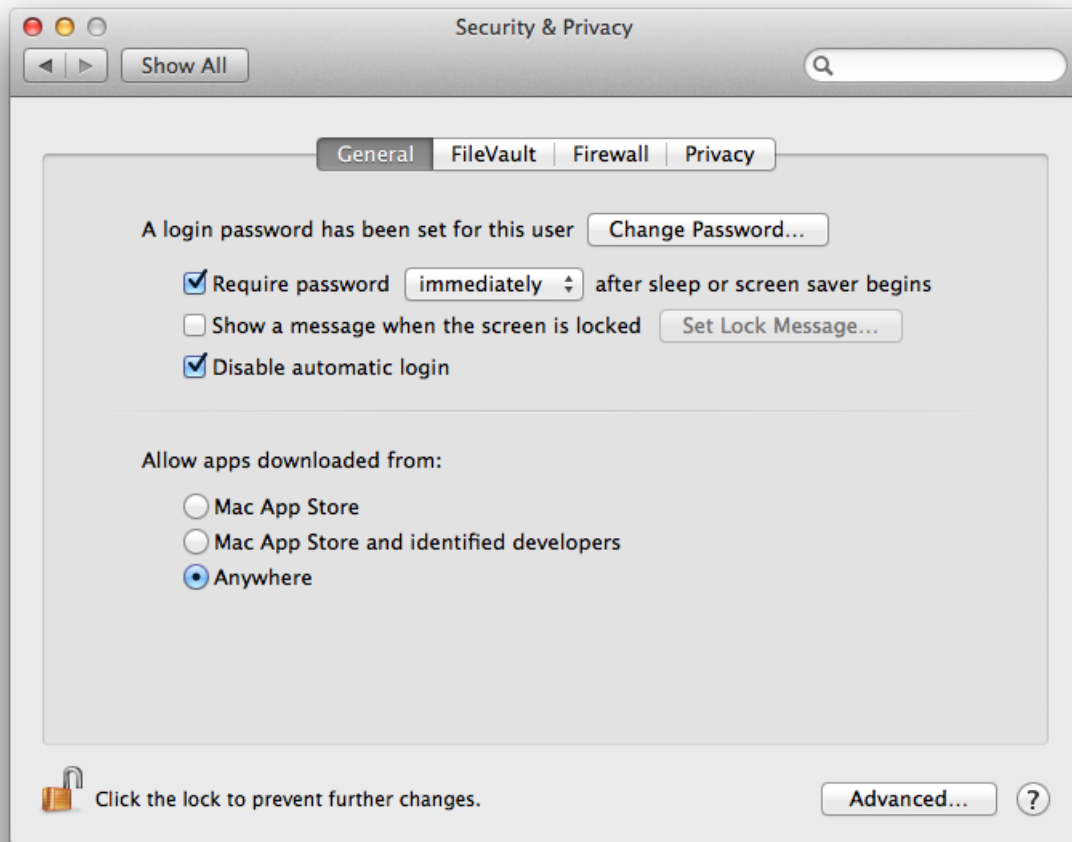 Security & Privacy
Show All
General FileVault Firewall Privacy
A login password has been set for this user Change Password...
Require password immediately after sleep or screen saver begins
Show a message when the screen is locked Set Lock Message...
Disable automatic login
Allow apps downloaded from:
Mac App Store
Mac App Store and identified developers
Anywhere
Click the lock to prevent further changes. Advanced... ?